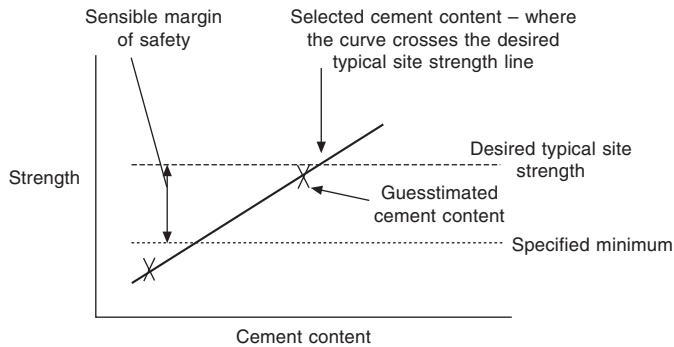 Sensible margin
of safety
Selected cement content – where
the curve crosses the desired
typical site strength line
Desired typical site
strength
Strength
Guesstimated
cement content
Specified minimum
Cement content